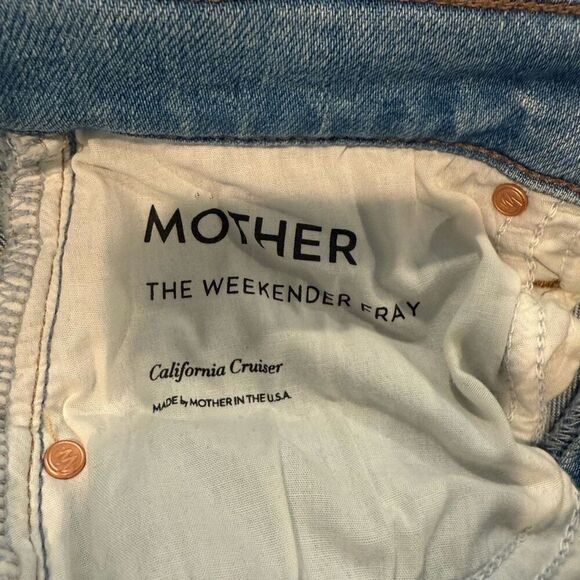 MOTHER
THE WEEKENDER FRAY
California Cruiser
MADE by MOTHER IN THE U.S.A.